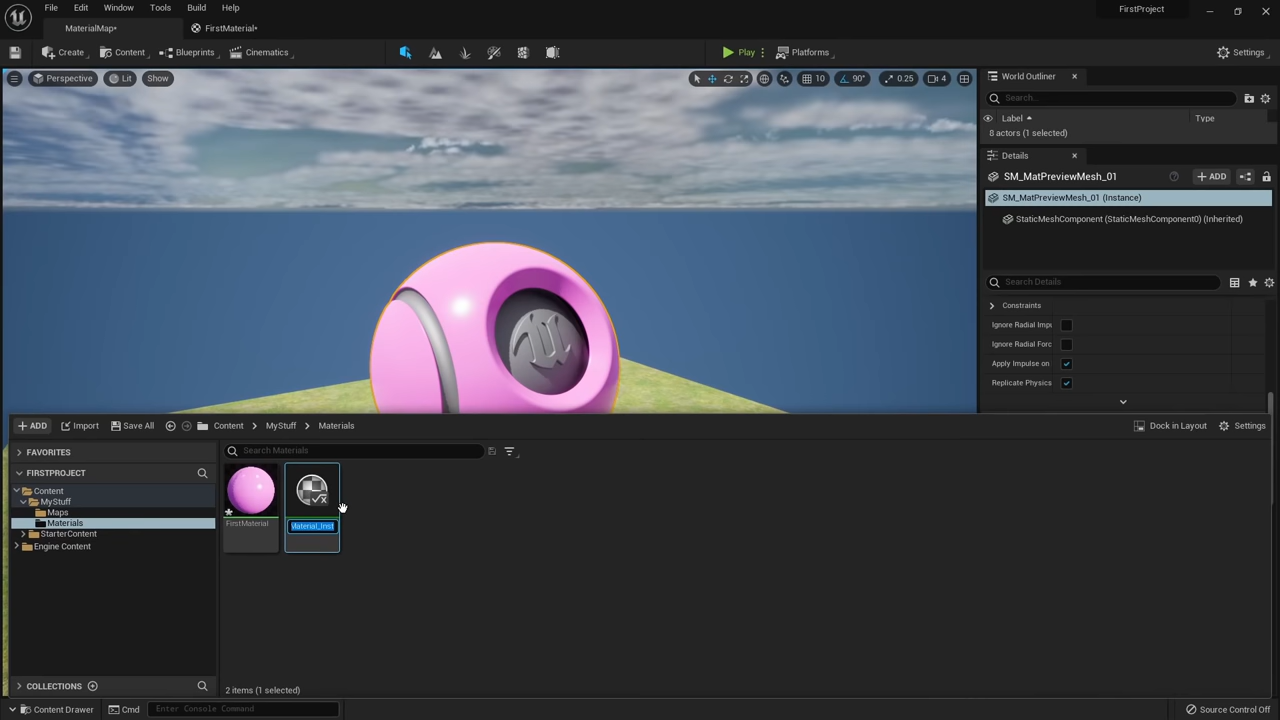 File Edit Window Tools Build Help
FirstProject
MaterialMap*
FirstMaterial*
Create Content Blueprints Cinematics Play Platforms Settings
Perspective Lit Show 10 90° 0.25 4
World Outliner
Search...
Label Type
8 actors (1 selected)
Details
SM_MatPreviewMesh_01 + ADD
SM_MatPreviewMesh_01 (Instance)
StaticMeshComponent (StaticMeshComponent0) (Inherited)
Search Details
Constraints
Ignore Radial Impu
Ignore Radial Forc
Apply Impulse on
Replicate Physics
+ ADD Import Save All Content MyStuff Materials Dock in Layout Settings
FAVORITES
Search Materials
FIRSTPROJECT
Content
MyStuff
Maps
Materials
StarterContent
Engine Content
FirstMaterial
Material_Inst
COLLECTIONS
2 items (1 selected)
Content Drawer Cmd Enter Console Command Source Control Off